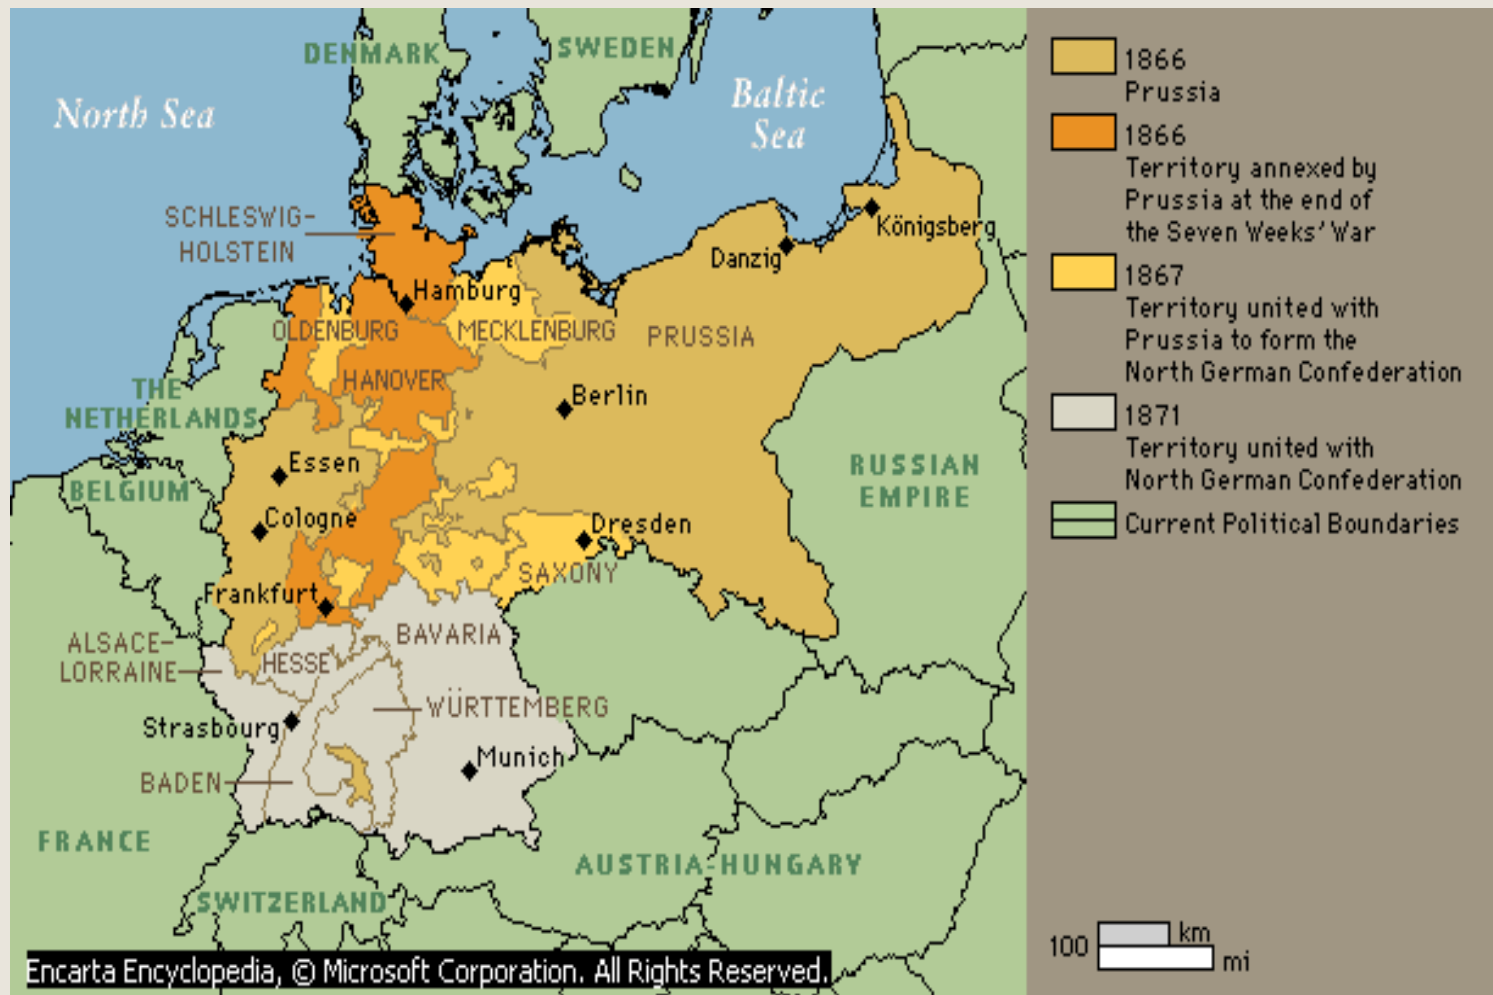 DENMARK
SWEDEN
North Sea
Baltic
Sea
SCHLESWIG-
HOLSTEIN
Königsberg
Danzig
Hamburg
OLDENBURG
MECKLENBURG
PRUSSIA
HANOVER
THE
NETHERLANDS
Berlin
Essen
BELGIUM
RUSSIAN
EMPIRE
Cologne
Dresden
SAXONY
Frankfurt
ALSACE-
LORRAINE
BAVARIA
HESSE
WÜRTTEMBERG
Strasbourg
Munich
BADEN
FRANCE
AUSTRIA-HUNGARY
SWITZERLAND
Encarta Encyclopedia, © Microsoft Corporation. All Rights Reserved.
1866
Prussia
1866
Territory annexed by
Prussia at the end of
the Seven Weeks' War
1867
Territory united with
Prussia to form the
North German Confederation
1871
Territory united with
North German Confederation
Current Political Boundaries
100 km
mi